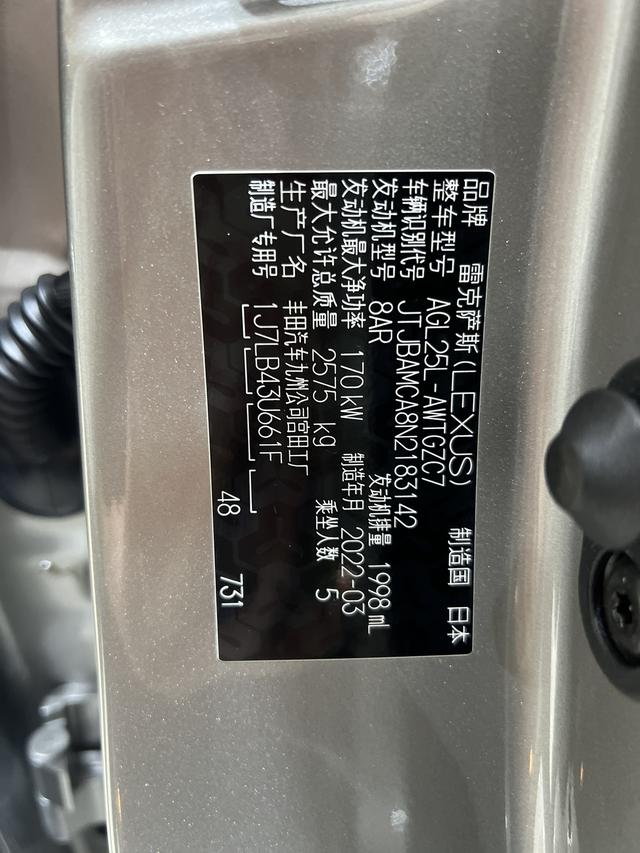 品牌 雷克萨斯(LEXUS) 制造国 日本
整车型号 AGL25L-AWTGZC7
车辆识别代号 JTJBAMCA8N2183142
发动机型号 8AR 发动机排量 1998 mL
发动机最大净功率 170 kW 制造年月 2022-03
最大允许总质量 2575 kg 乘坐人数 5
生产厂名 丰田汽车九州公司宫田工厂
制造厂专用号 1J7LB43U661F 48 731